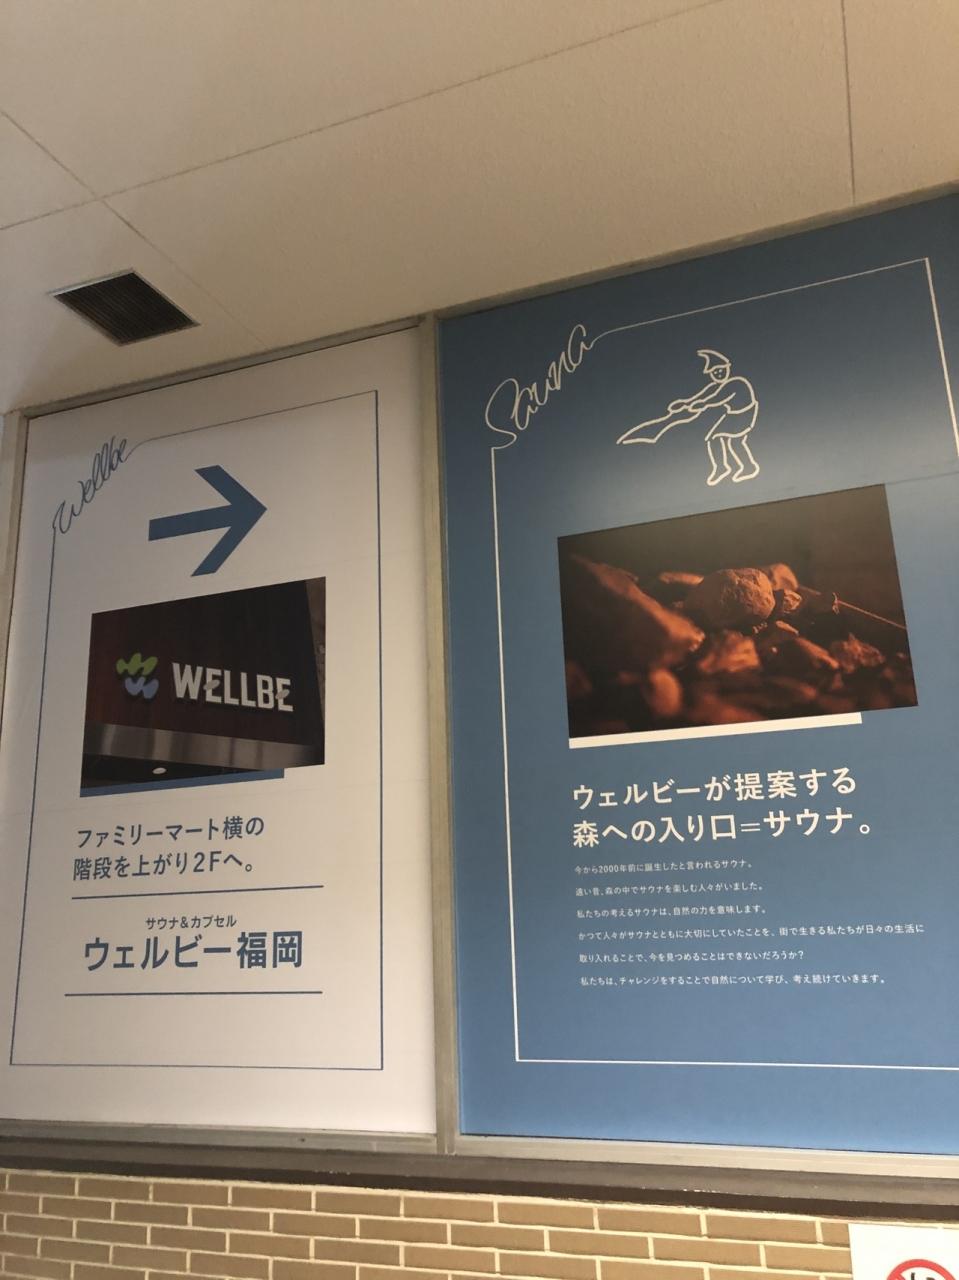 wellbe
WELLBE
ファミリーマート横の
階段を上がり2Fへ。
サウナ&カプセル
ウェルビー福岡
Sauna
ウェルビーが提案する
森への入り口=サウナ。
今から2000年前に誕生したと言われるサウナ。
遠い昔、森の中でサウナを楽しむ人々がいました。
私たちの考えるサウナは、自然の力を意味します。
かつて人々がサウナとともに大切にしていたことを、街で生きる私たちが日々の生活に
取り入れることで、今を見つめることはできないだろうか?
私たちは、チャレンジをすることで自然について学び、考え続けていきます。